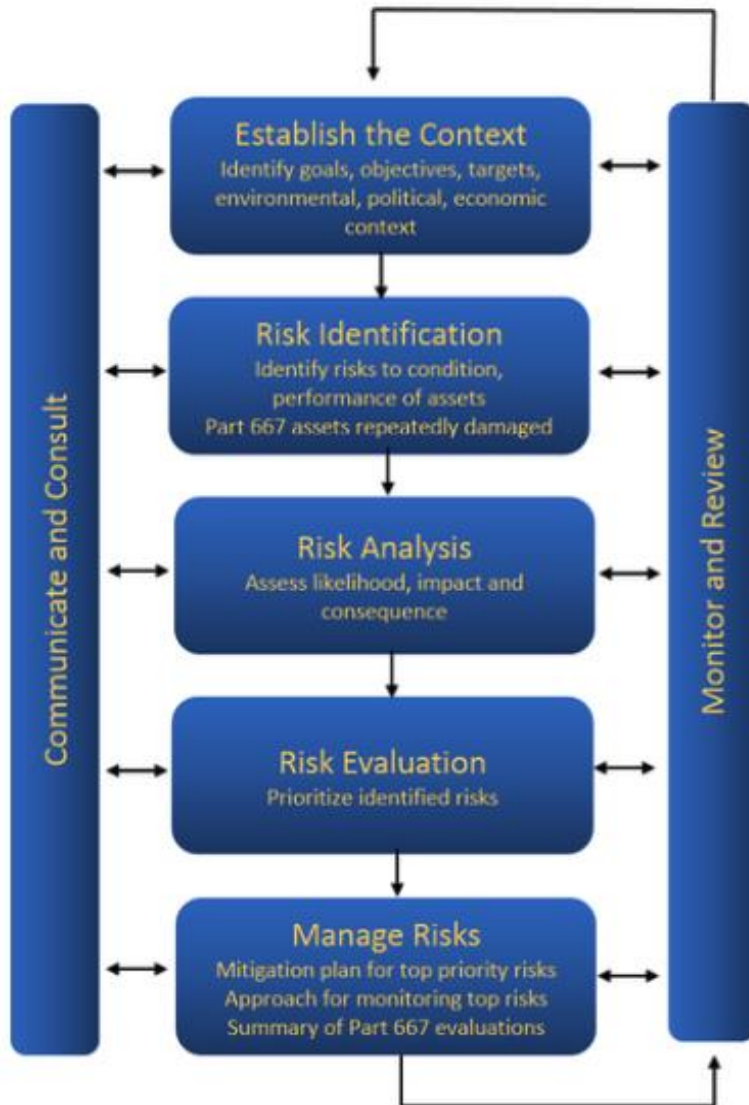 Communicate and Consult
Establish the Context
Identify goals, objectives, targets,
environmental, political, economic
context
Risk Identification
Identify risks to condition,
performance of assets
Part 667 assets repeatedly damaged
Risk Analysis
Assess likelihood, impact and
consequence
Risk Evaluation
Prioritize identified risks
Manage Risks
Mitigation plan for top priority risks
Approach for monitoring top risks
Summary of Part 667 evaluations
Monitor and Review